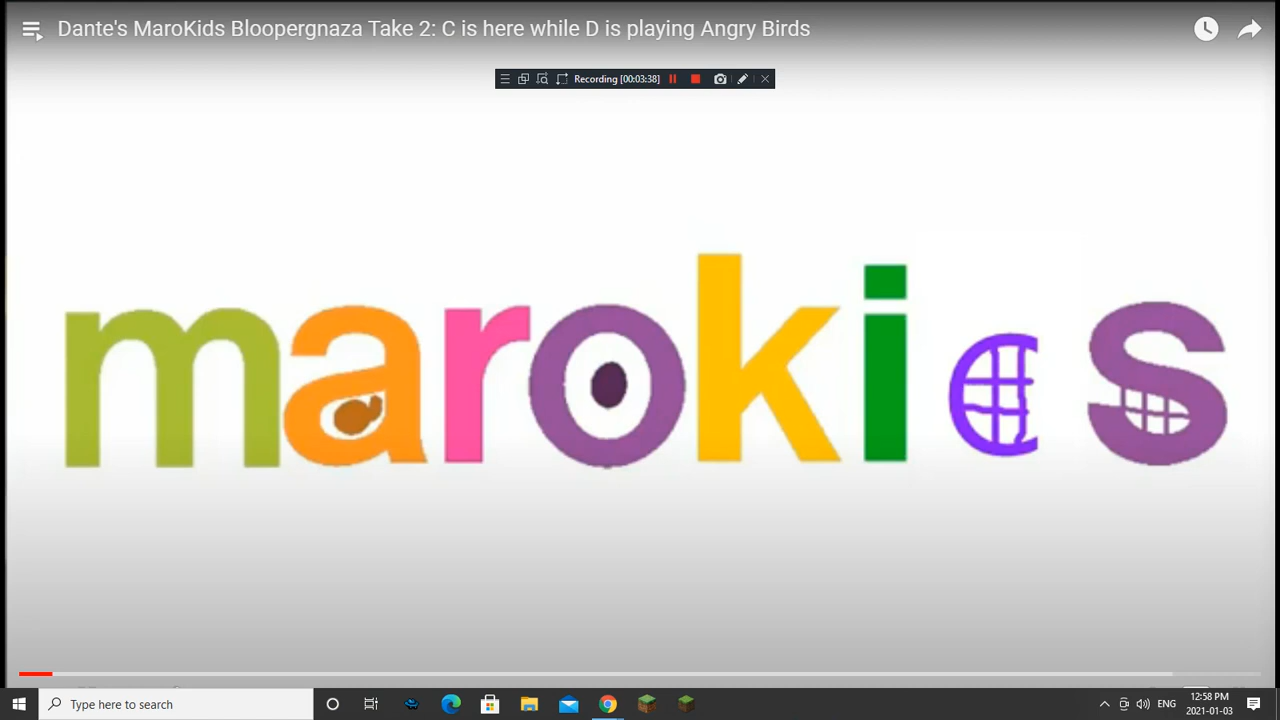 Dante's MaroKids Bloopergnaza Take 2: C is here while D is playing Angry Birds
Recording [00:03:38]
marokics
Type here to search
ENG
12:58 PM
2021-01-03